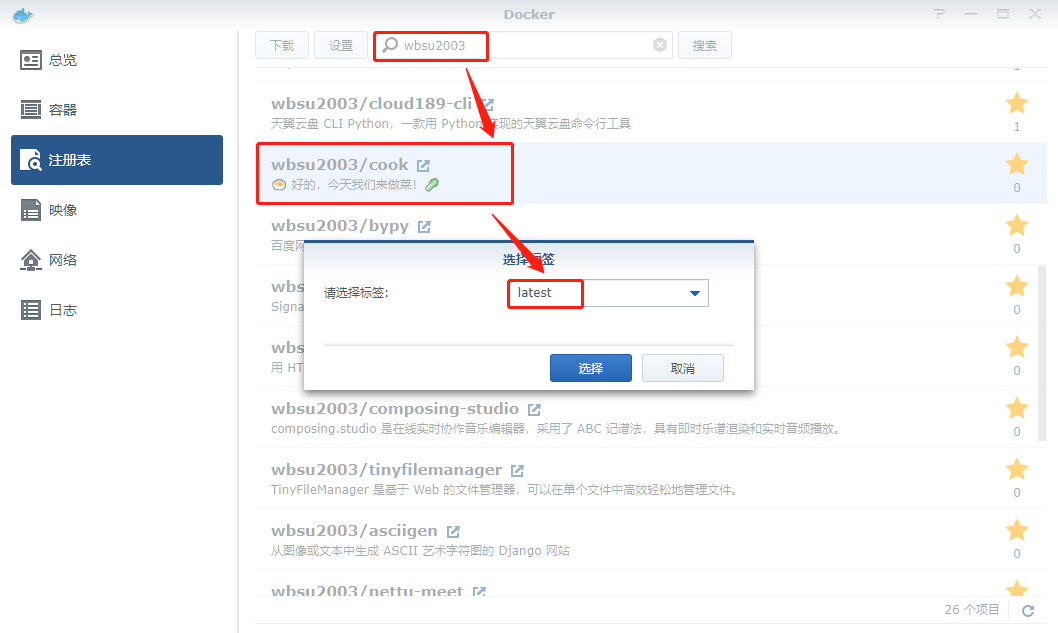 Docker
总览
容器
注册表
映像
网络
日志
下载
设置
wbsu2003
搜索
1
wbsu2003/cloud189-cli
天翼云盘 CLI Python，一款用 Python 实现的天翼云盘命令行工具
1
wbsu2003/cook
🍲 好的，今天我们来做菜！🥒
0
wbsu2003/bypy
百度网
0
wbs
Signa
0
wbs
用 HT
0
选择标签
请选择标签:
latest
选择
取消
wbsu2003/composing-studio
composing.studio 是在线实时协作音乐编辑器，采用了 ABC 记谱法，具有即时乐谱渲染和实时音频播放。
0
wbsu2003/tinyfilemanager
TinyFileManager 是基于 Web 的文件管理器，可以在单个文件中高效轻松地管理文件。
0
wbsu2003/asciigen
从图像或文本中生成 ASCII 艺术字符图的 Django 网站
0
wbsu2003/nettu-meet
26 个项目